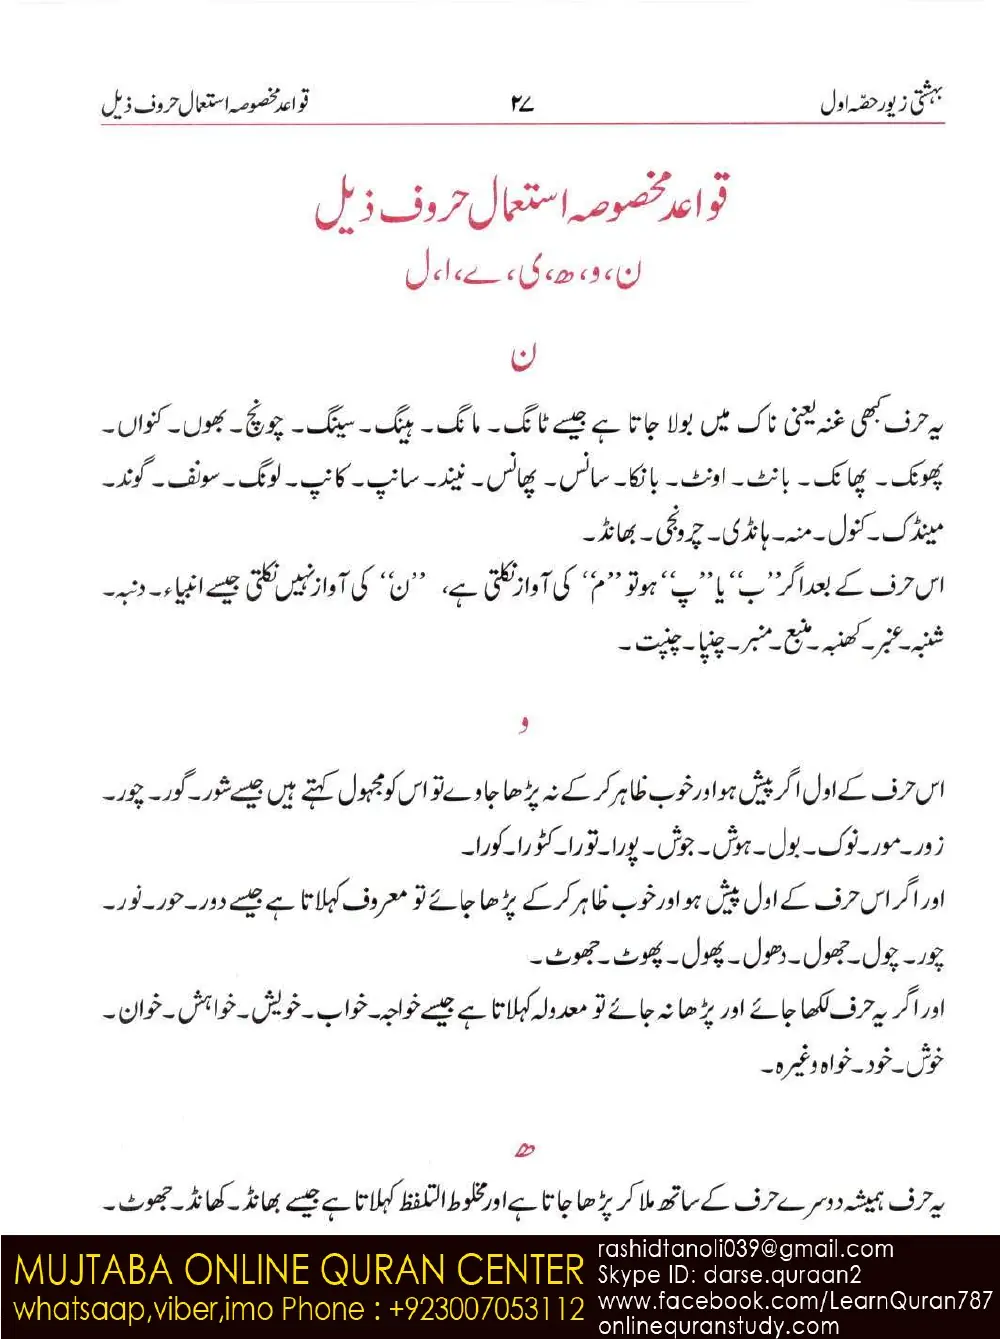 بہشتی زیور حصّہ اول ۲۷ قواعد مخصوصہ استعمال حروف ذیل
قواعد مخصوصہ استعمال حروف ذیل
ن، و، ھ، ی، ے، ا، ل
ن
یہ حرف کبھی غنہ یعنی ناک میں بولا جاتا ہے جیسے ٹانگ۔ مانگ۔ ہینگ۔ سینگ۔ چونچ۔ بھوں۔ کنواں۔
پھونک۔ پھانک۔ بانٹ۔ اونٹ۔ بانکا۔ سانس۔ پھانس۔ نیند۔ سانپ۔ کانپ۔ لونگ۔ سونف۔ گوند۔
مینڈک۔ کنول۔ منہ۔ ہانڈی۔ چرونجی۔ بھانڈ۔
اس حرف کے بعد اگر ”ب“ یا ”پ“ ہو تو ”م“ کی آواز نکلتی ہے، ”ن“ کی آواز نہیں نکلتی جیسے انبیاء۔ دنبہ۔
شنبہ۔ عنبر۔ کھنبہ۔ منبع۔ منبر۔ چنپا۔ چنپت۔
و
اس حرف کے اول اگر پیش ہو اور خوب ظاہر کر کے نہ پڑھا جاوے تو اس کو مجہول کہتے ہیں جیسے شور۔ گور۔ چور۔
زور۔ مور۔ نوک۔ بول۔ ہوش۔ جوش۔ پورا۔ تورا۔ کٹورا۔ کورا۔
اور اگر اس حرف کے اول پیش ہو اور خوب ظاہر کر کے پڑھا جائے تو معروف کہلاتا ہے جیسے دور۔ حور۔ نور۔
چور۔ چول۔ جھول۔ دھول۔ پھول۔ پھوٹ۔ جھوٹ۔
اور اگر یہ حرف لکھا جائے اور پڑھا نہ جائے تو معدولہ کہلاتا ہے جیسے خواجہ۔ خواب۔ خویش۔ خواہش۔ خوان۔
خوش۔ خود۔ خواہ وغیرہ۔
ھ
یہ حرف ہمیشہ دوسرے حرف کے ساتھ ملا کر پڑھا جاتا ہے اور مخلوط التلفظ کہلاتا ہے جیسے بھانڈ۔ کھانڈ۔ جھوٹ۔
MUJTABA ONLINE QURAN CENTER
whatsaap,viber,imo Phone : +923007053112
rashidtanoli039@gmail.com
Skype ID: darse.quraan2
www.facebook.com/LearnQuran787
onlinequranstudy.com